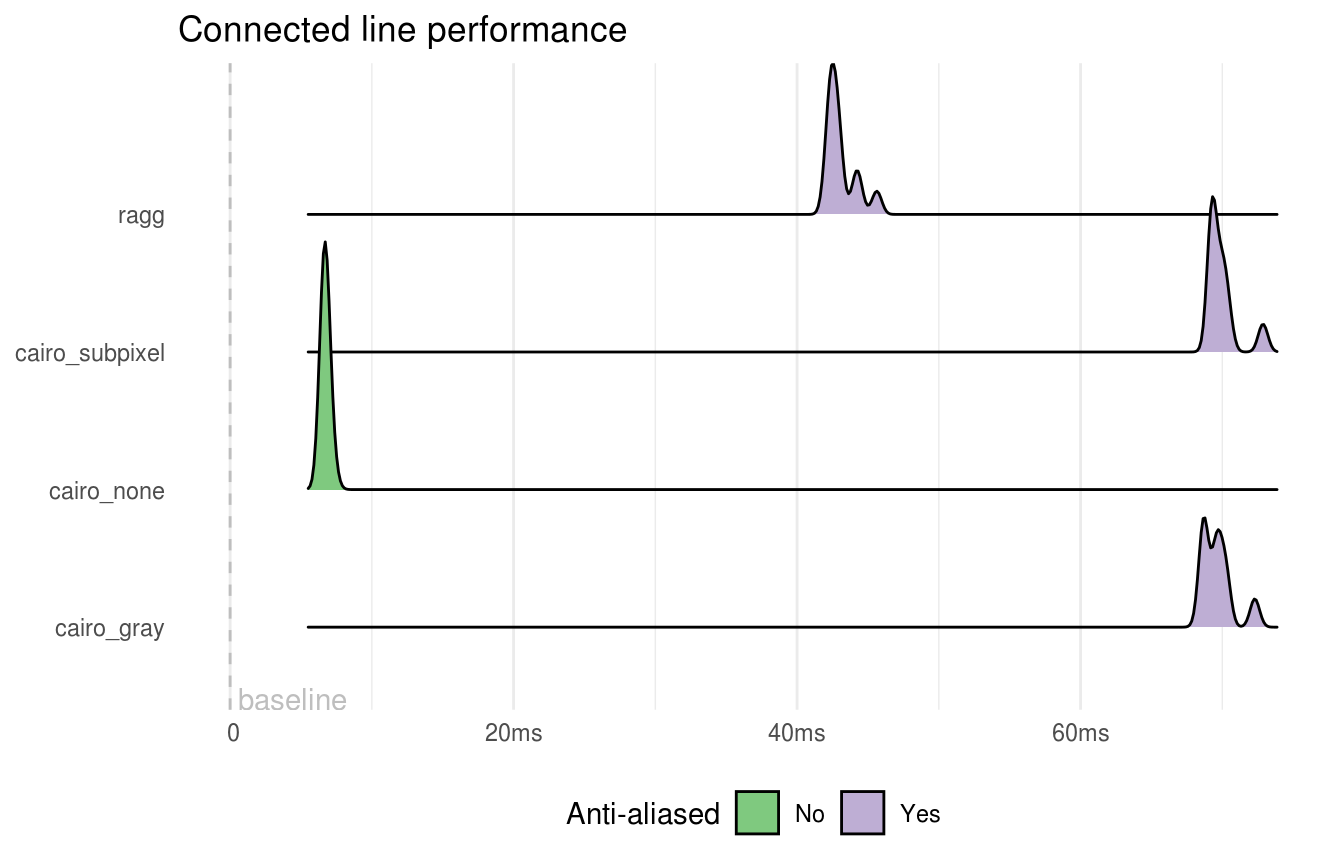 Connected line performance
ragg
cairo_subpixel
cairo_none
cairo_gray
baseline
0 20ms 40ms 60ms
Anti-aliased No Yes